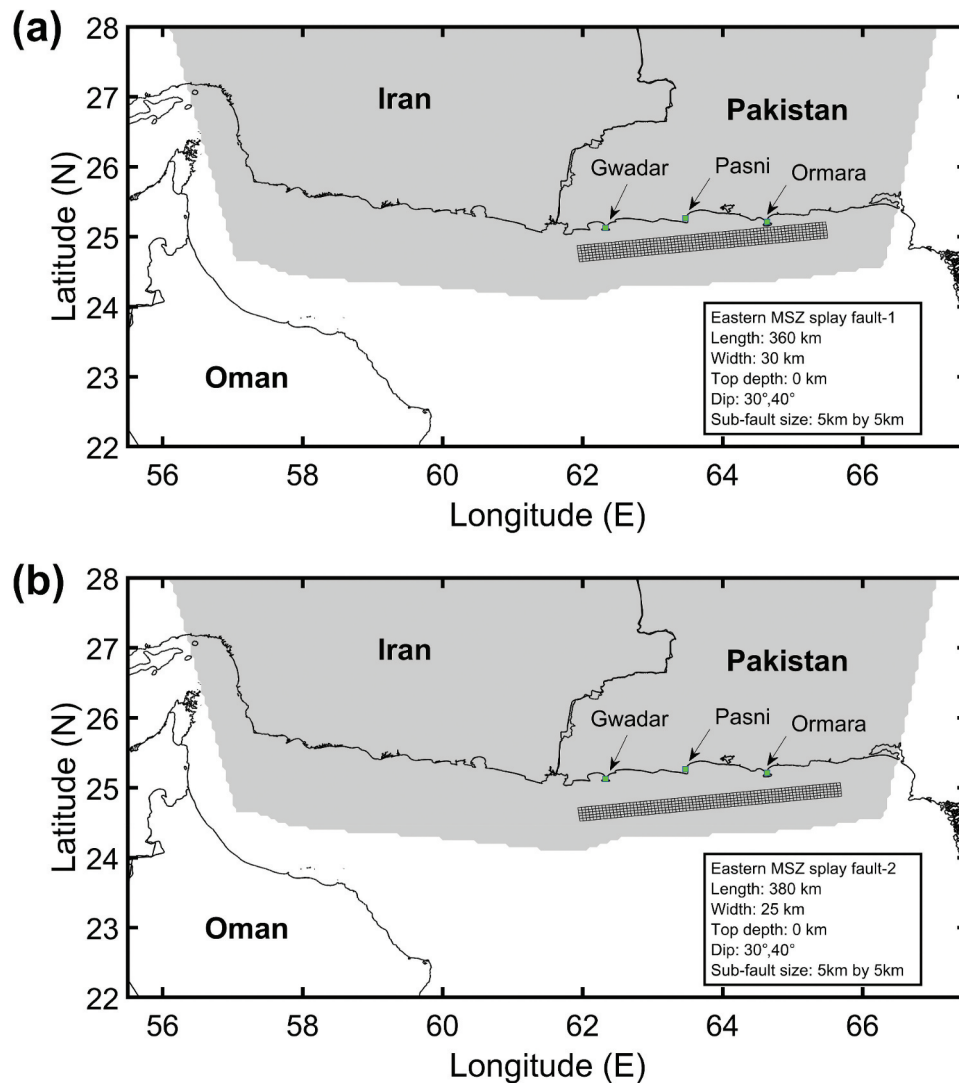 (a)
28
27
26
25
24
23
22
Latitude (N)
Iran
Pakistan
Gwadar
Pasni
Ormara
Oman
Eastern MSZ splay fault-1
Length: 360 km
Width: 30 km
Top depth: 0 km
Dip: 30°,40°
Sub-fault size: 5km by 5km
56 58 60 62 64 66
Longitude (E)
(b)
28
27
26
25
24
23
22
Latitude (N)
Iran
Pakistan
Gwadar
Pasni
Ormara
Oman
Eastern MSZ splay fault-2
Length: 380 km
Width: 25 km
Top depth: 0 km
Dip: 30°,40°
Sub-fault size: 5km by 5km
56 58 60 62 64 66
Longitude (E)